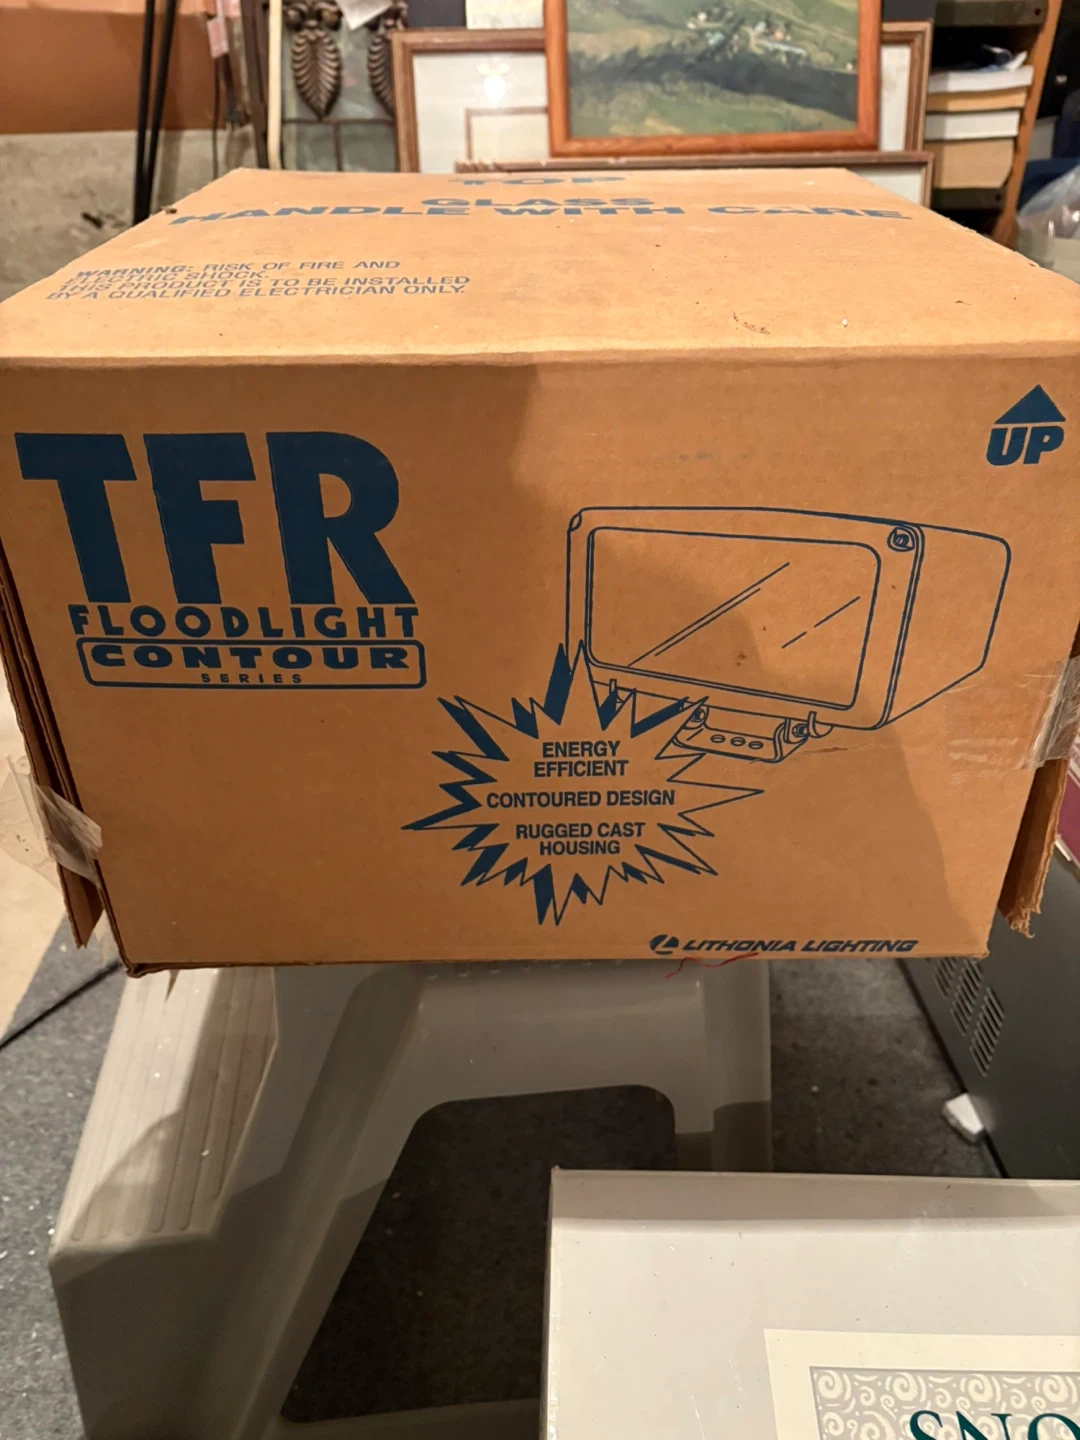 TOP
GLASS
HANDLE WITH CARE
WARNING: RISK OF FIRE AND
ELECTRIC SHOCK.
THIS PRODUCT IS TO BE INSTALLED
BY A QUALIFIED ELECTRICIAN ONLY.
UP
TFR
FLOODLIGHT
CONTOUR
SERIES
ENERGY
EFFICIENT
CONTOURED DESIGN
RUGGED CAST
HOUSING
LITHONIA LIGHTING